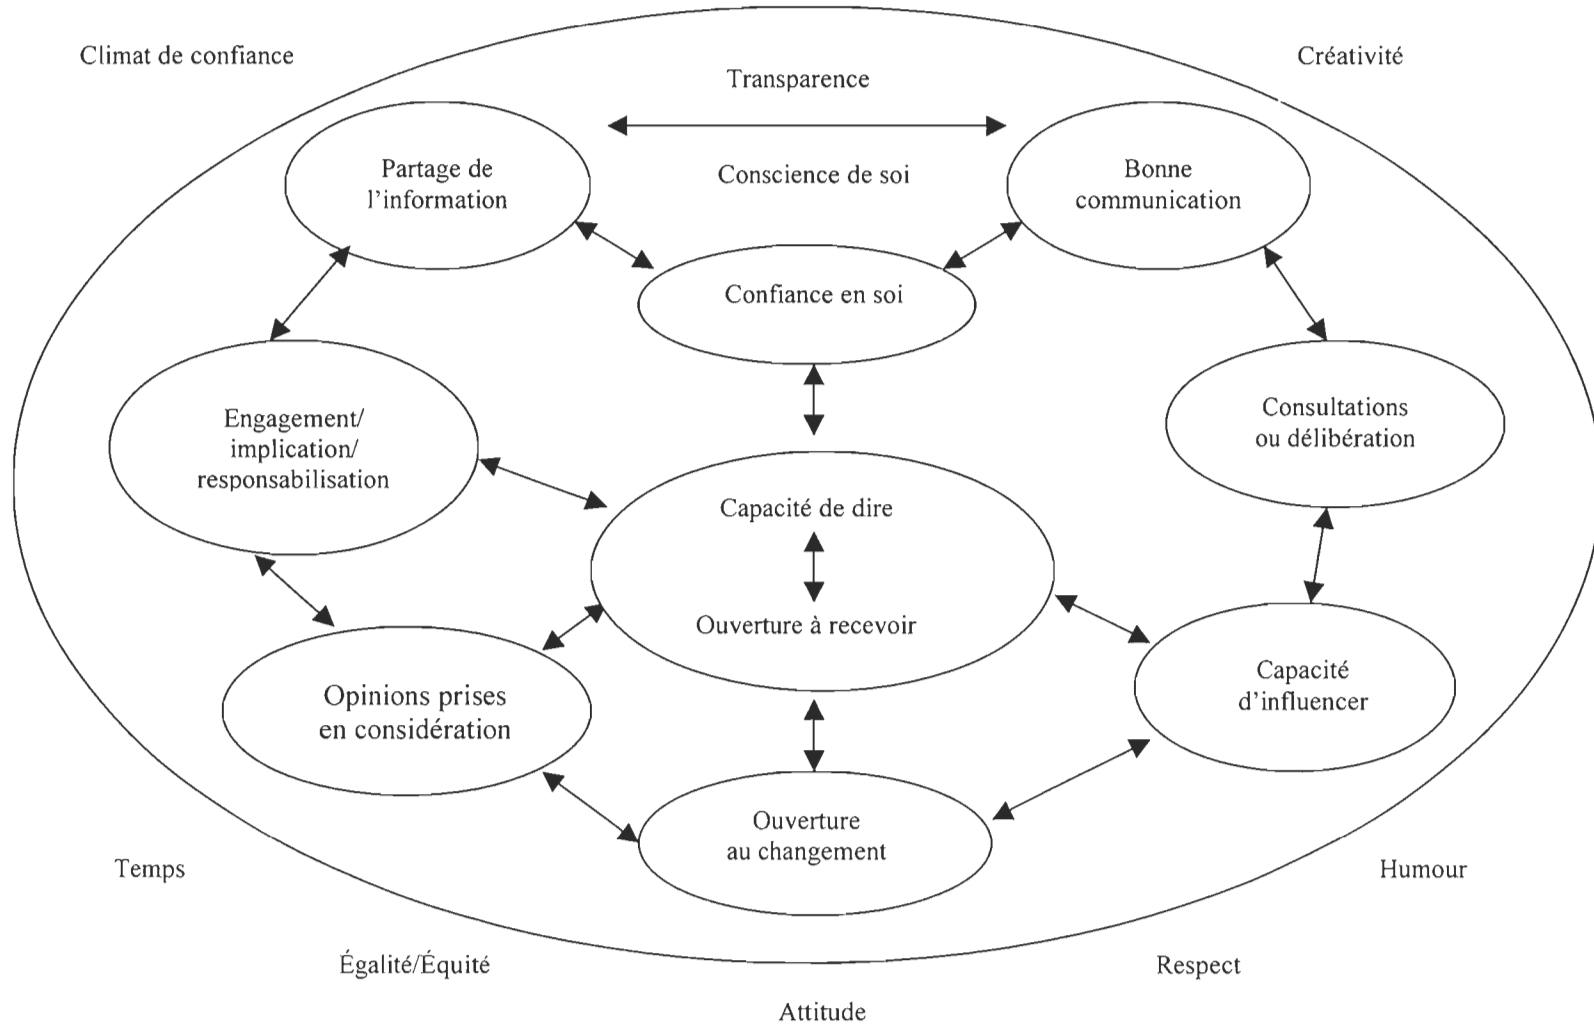 Climat de confiance
Créativité
Transparence
Partage de
l'information
Conscience de soi
Bonne
communication
Confiance en soi
Engagement/
implication/
responsabilisation
Consultations
ou délibération
Capacité de dire
Ouverture à recevoir
Opinions prises
en considération
Capacité
d'influencer
Ouverture
au changement
Temps
Humour
Égalité/Équité
Respect
Attitude